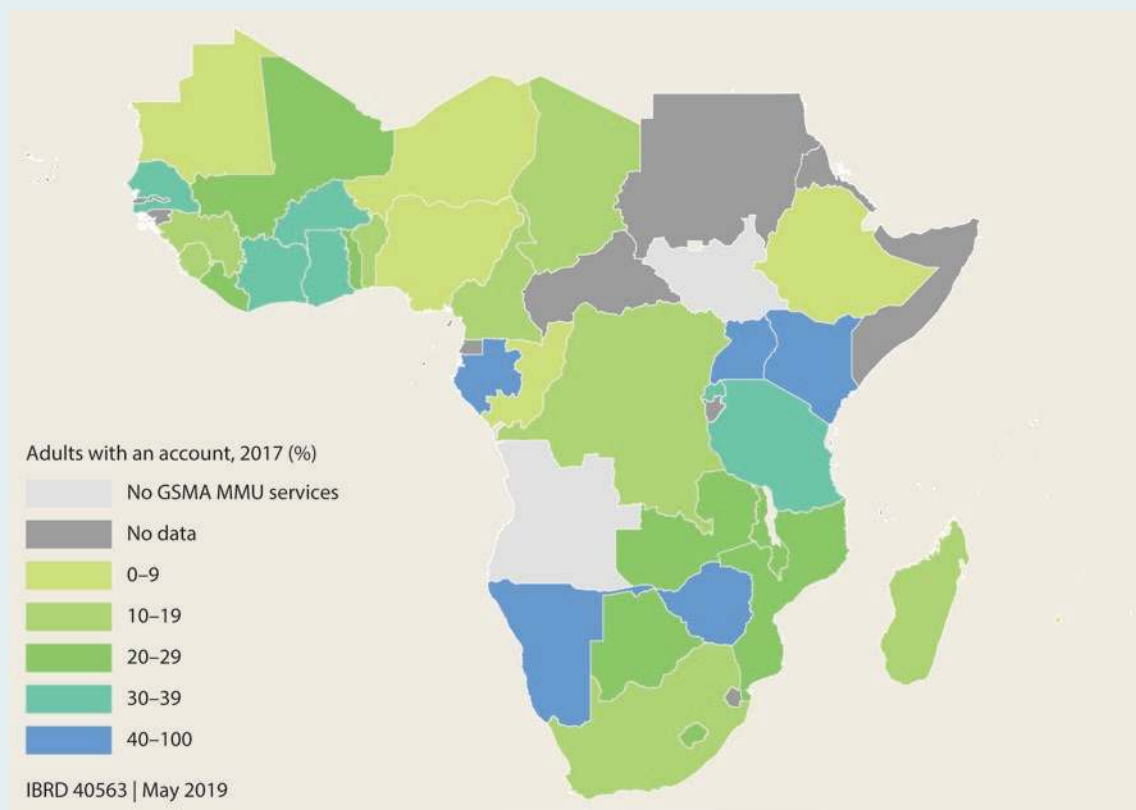 Adults with an account, 2017 (%)
No GSMA MMU services
No data
0–9
10–19
20–29
30–39
40–100
IBRD 40563 | May 2019